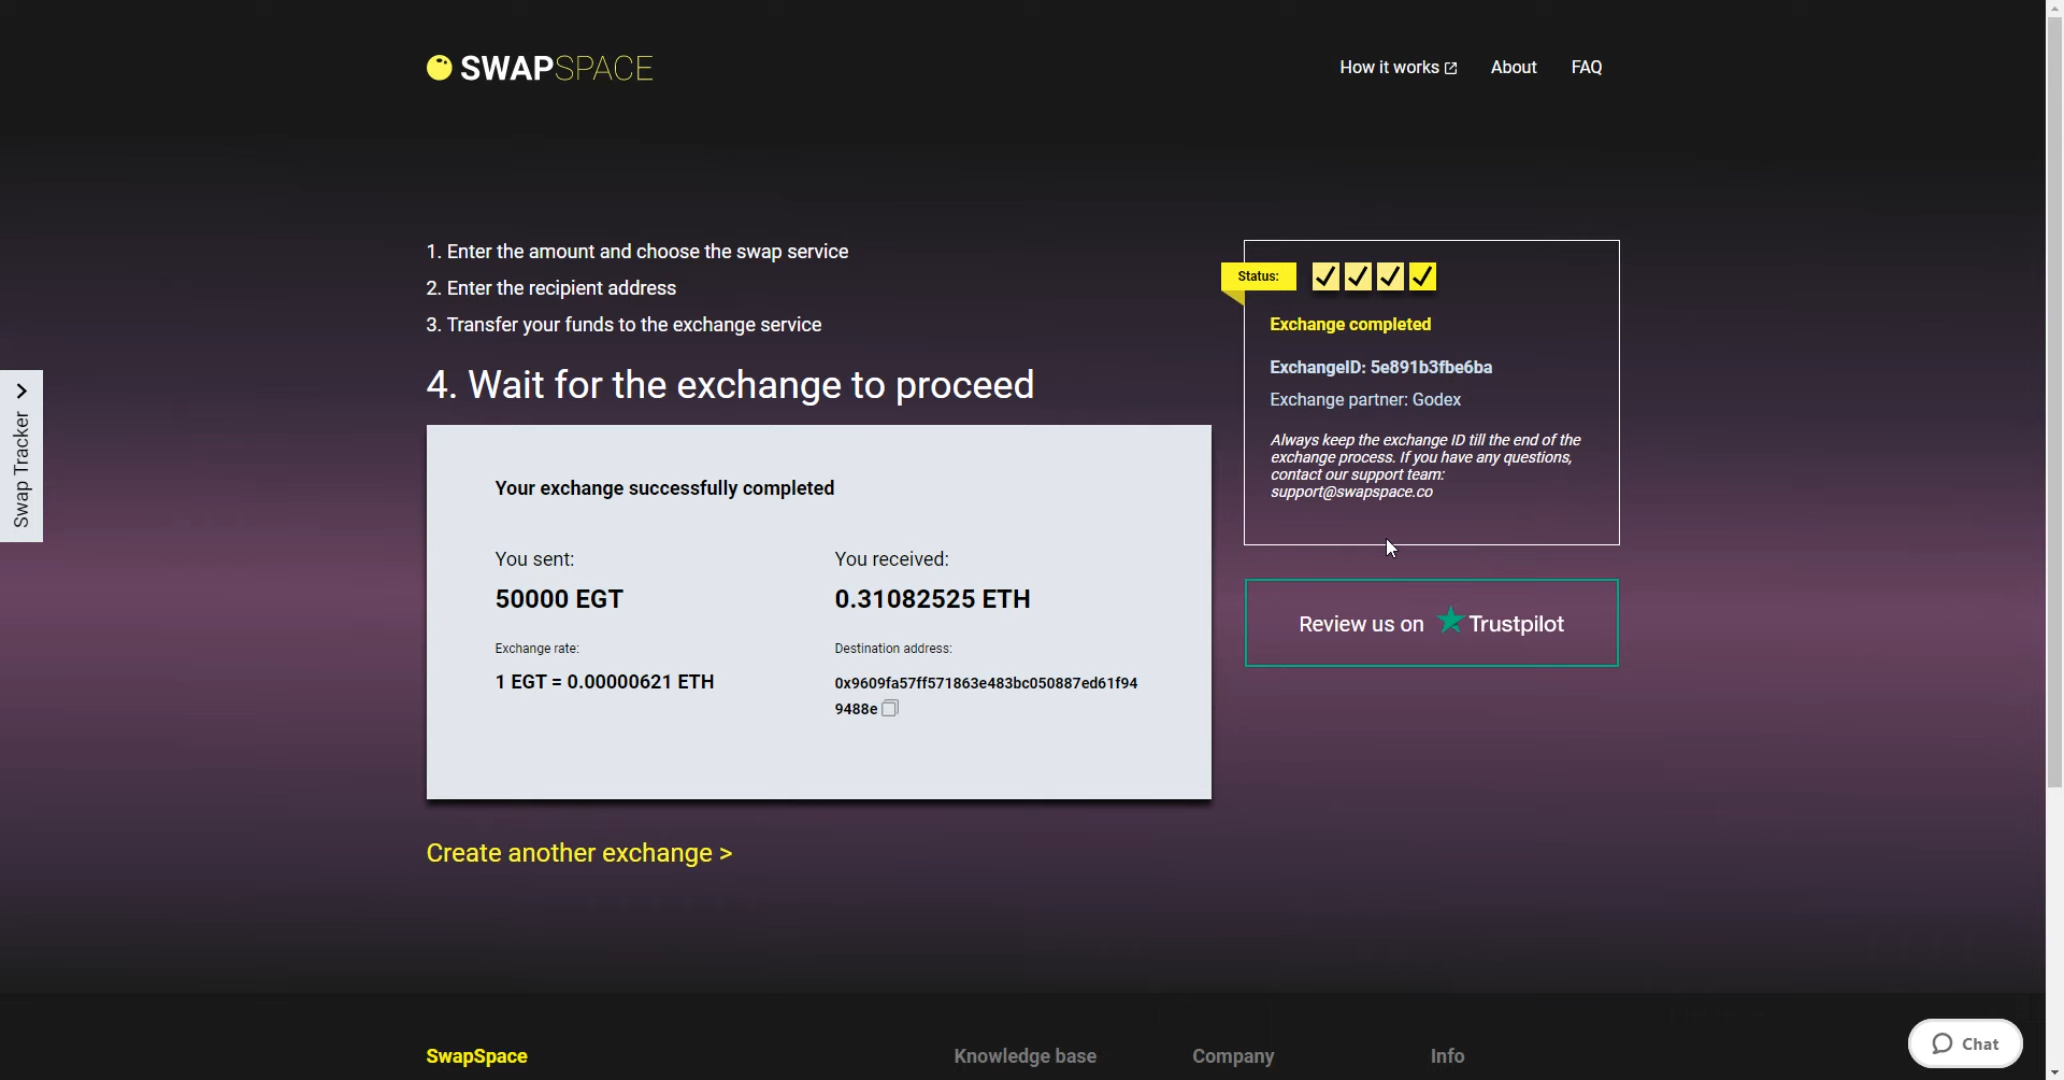 SWAPSPACE
How it works
About
FAQ
1. Enter the amount and choose the swap service
2. Enter the recipient address
3. Transfer your funds to the exchange service
4. Wait for the exchange to proceed
Swap Tracker
Your exchange successfully completed
You sent:
50000 EGT
Exchange rate:
1 EGT = 0.00000621 ETH
You received:
0.31082525 ETH
Destination address:
0x9609fa57ff571863e483bc050887ed61f94
9488e
Create another exchange >
Status:
Exchange completed
ExchangeID: 5e891b3fbe6ba
Exchange partner: Godex
Always keep the exchange ID till the end of the
exchange process. If you have any questions,
contact our support team:
support@swapspace.co
Review us on Trustpilot
SwapSpace
Knowledge base
Company
Info
Chat